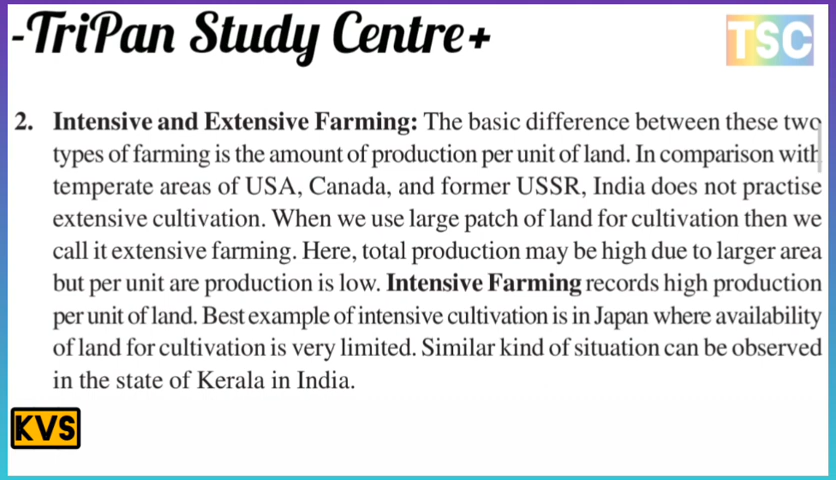 -TriPan Study Centre+
TSC
2. Intensive and Extensive Farming: The basic difference between these two
types of farming is the amount of production per unit of land. In comparison with
temperate areas of USA, Canada, and former USSR, India does not practise
extensive cultivation. When we use large patch of land for cultivation then we
call it extensive farming. Here, total production may be high due to larger area
but per unit are production is low. Intensive Farming records high production
per unit of land. Best example of intensive cultivation is in Japan where availability
of land for cultivation is very limited. Similar kind of situation can be observed
in the state of Kerala in India.
KVS